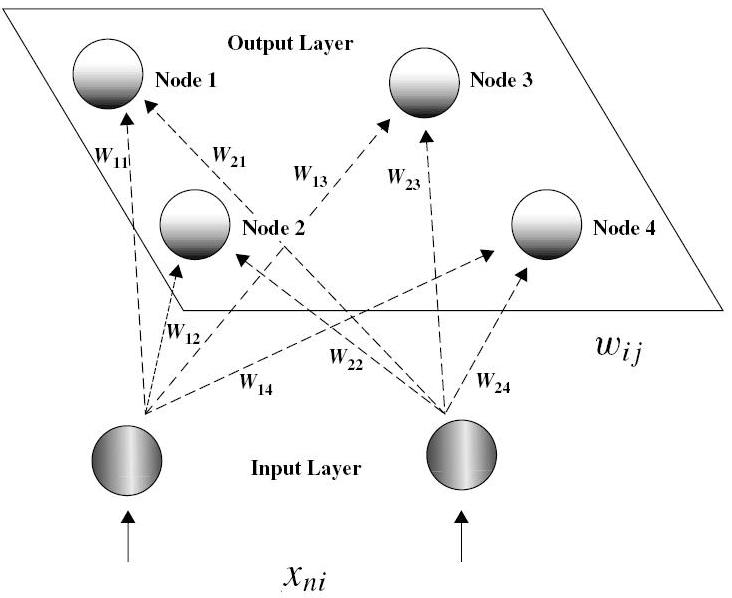 Output Layer
Node 1
Node 3
W11
W21
W13
W23
Node 2
Node 4
W12
W22
wij
W14
W24
Input Layer
xni